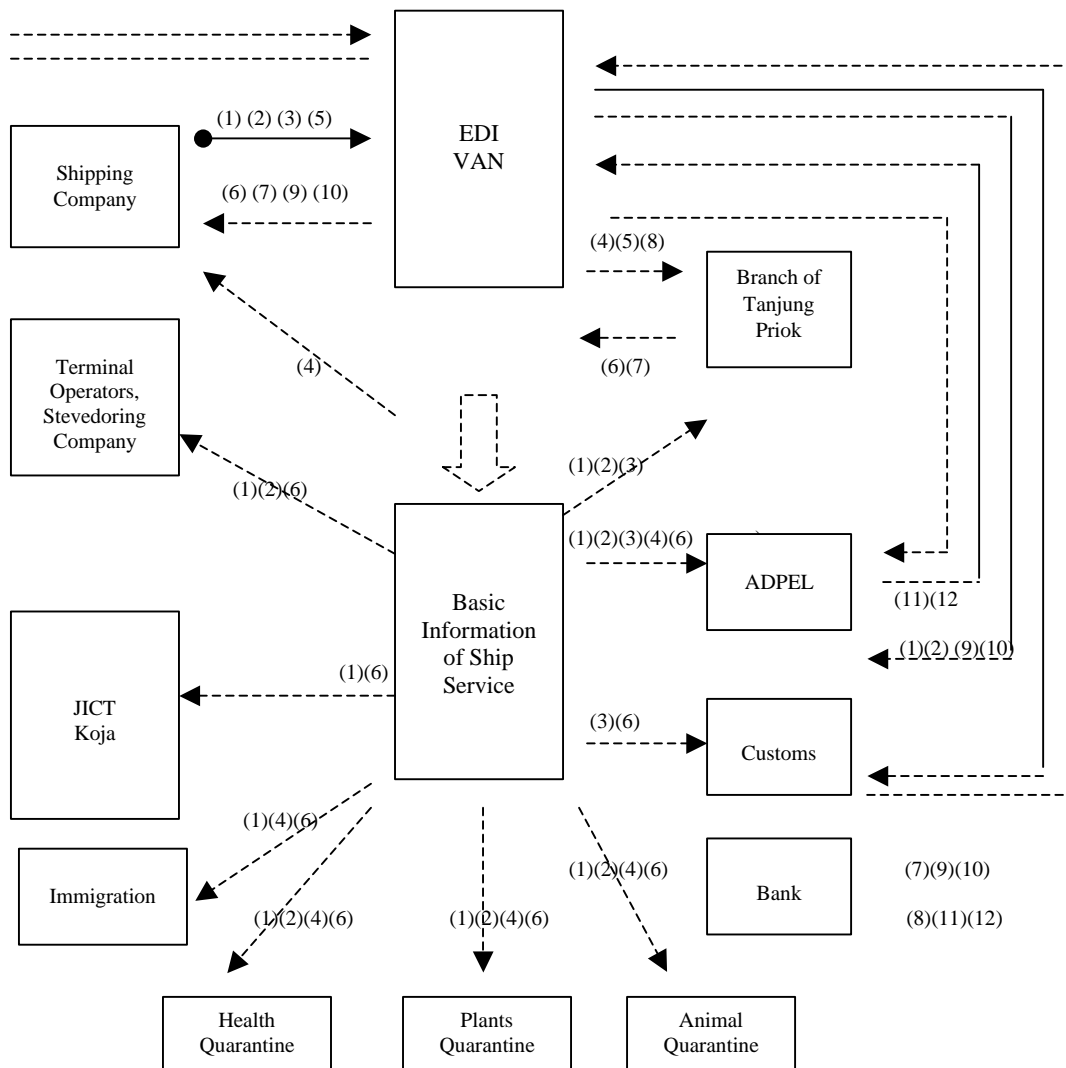 (1) (2) (3) (5)
EDI
VAN
Shipping
Company
(6) (7) (9) (10)
(4)(5)(8)
Branch of
Tanjung
Priok
(6)(7)
Terminal
Operators,
Stevedoring
Company
(4)
(1)(2)(3)
(1)(2)(6)
(1)(2)(3)(4)(6)
)
ADPEL
(11)(12
Basic
Information
of Ship
Service
(1)(2) (9)(10)
(1)(6)
JICT
Koja
(3)(6)
Customs
(1)(4)(6)
Immigration
(1)(2)(4)(6)
(1)(2)(4)(6)
(1)(2)(4)(6)
Bank
(7)(9)(10)
(8)(11)(12)
Health
Quarantine
Plants
Quarantine
Animal
Quarantine